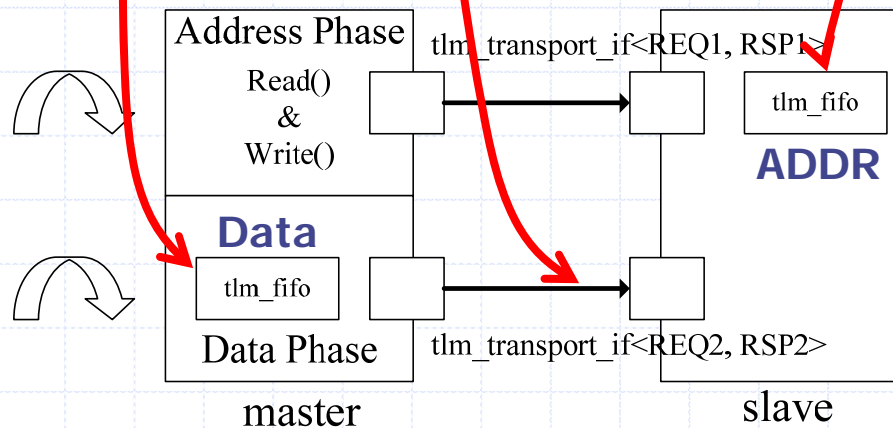 Address Phase
Read()
&
Write()
tlm_transport_if<REQ1, RSP1>
tlm_fifo
ADDR
Data
tlm_fifo
Data Phase
tlm_transport_if<REQ2, RSP2>
master
slave